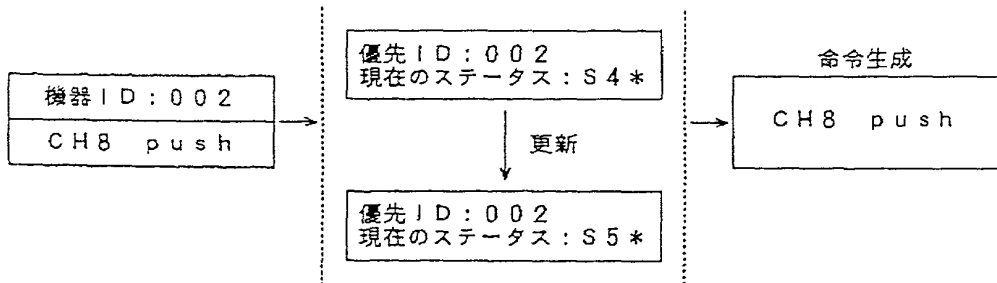 機器ID:002
CH8 push
優先ID:002
現在のステータス:S4*
更新
優先ID:002
現在のステータス:S5*
命令生成
CH8 push